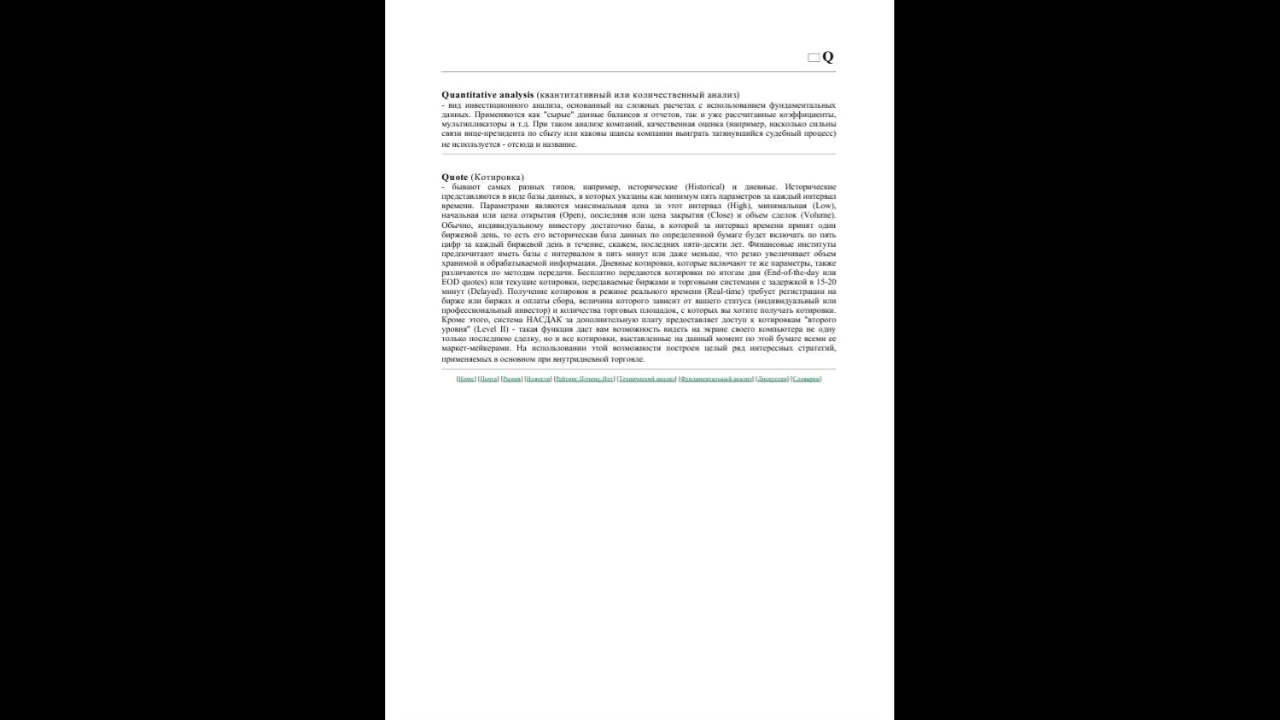 Q
Quantitative analysis (квантитативный или количественный анализ)
- вид инвестиционного анализа, основанный на сложных расчетах с использованием фундаментальных
данных. Применяются как "сырые" данные балансов и отчетов, так и уже рассчитанные коэффициенты,
мультипликаторы и т.д. При таком анализе компаний, качественная оценка (например, насколько сильны
связи вице-президента по сбыту или каковы шансы компании выиграть затянувшийся судебный процесс)
не используется - отсюда и название.
Quote (Котировка)
- бывают самых разных типов, например, исторические (Historical) и дневные. Исторические
представляются в виде базы данных, в которых указаны как минимум пять параметров за каждый интервал
времени. Параметрами являются максимальная цена за этот интервал (High), минимальная (Low),
начальная или цена открытия (Open), последняя или цена закрытия (Close) и объем сделок (Volume).
Обычно, индивидуальному инвестору достаточно базы, в которой за интервал времени принят один
биржевой день, то есть его историческая база данных по определенной бумаге будет включать по пять
цифр за каждый биржевой день в течение, скажем, последних пяти-десяти лет. Финансовые институты
предпочитают иметь базы с интервалом в пять минут или даже меньше, что резко увеличивает объем
хранимой и обрабатываемой информации. Дневные котировки, которые включают те же параметры, также
различаются по методам передачи. Бесплатно передаются котировки по итогам дня (End-of-the-day или
EOD quotes) или текущие котировки, передаваемые биржами и торговыми системами с задержкой в 15-20
минут (Delayed). Получение котировок в режиме реального времени (Real-time) требует регистрации на
бирже или биржах и оплаты сбора, величина которого зависит от вашего статуса (индивидуальный или
профессиональный инвестор) и количества торговых площадок, с которых вы хотите получать котировки.
Кроме этого, система НАСДАК за дополнительную плату предоставляет доступ к котировкам "второго
уровня" (Level II) - такая функция дает вам возможность видеть на экране своего компьютера не одну
только последнюю сделку, но и все котировки, выставленные на данный момент по этой бумаге всеми ее
маркет-мейкерами. На использовании этой возможности построен целый ряд интересных стратегий,
применяемых в основном при внутридневной торговле.
[Home] [Почта] [Рынки] [Новости] [Рейтинг Почему Нет] [Технический анализ] [Фундаментальный анализ] [Дискуссии] [Словарик]